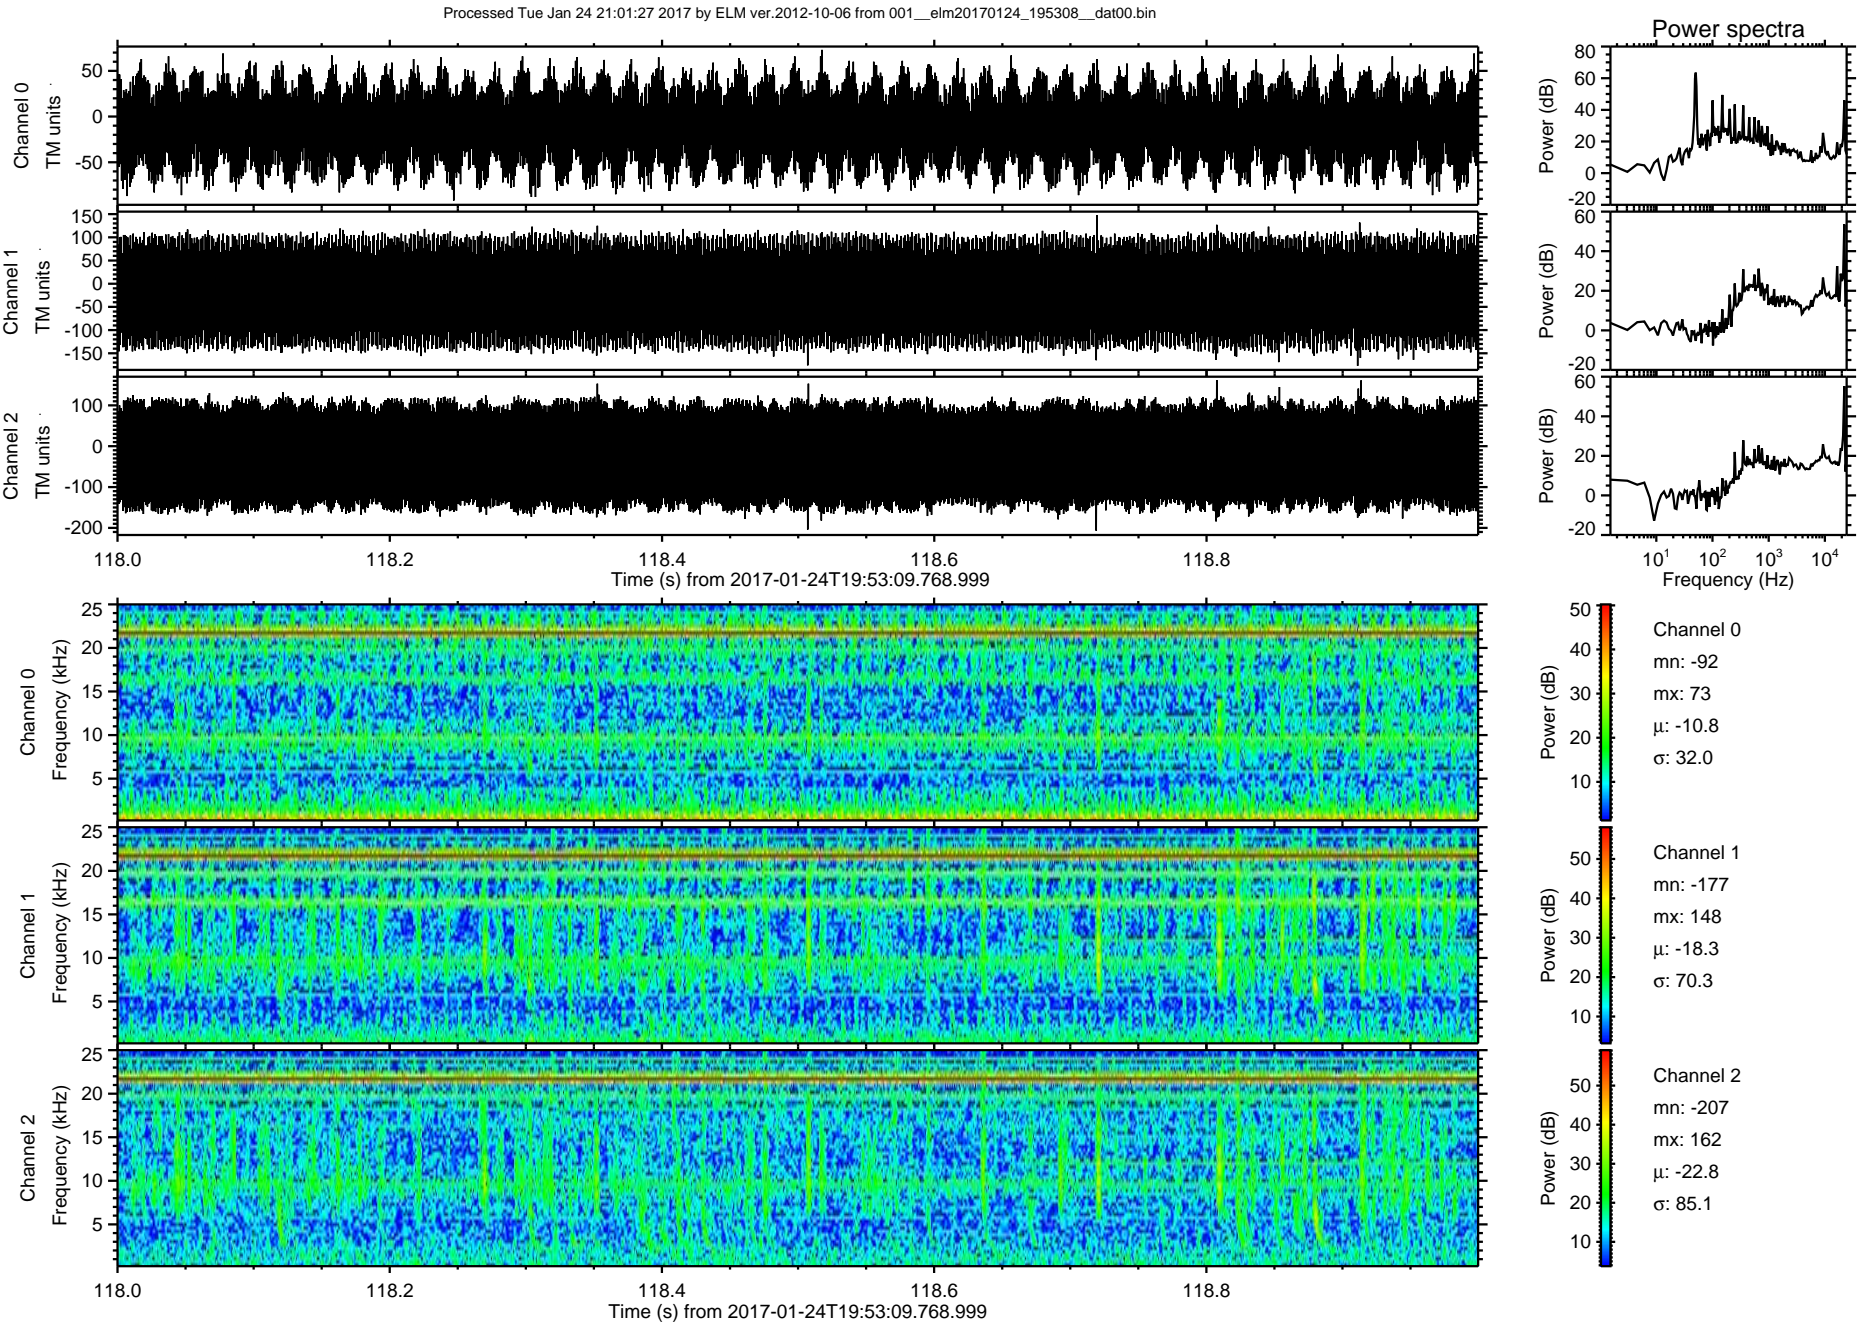 Processed Tue Jan 24 21:01:27 2017 by ELM ver.2012-10-06 from 001__elm20170124_195308__dat00.bin
Power spectra
Channel 0
TM units
50
0
-50
Power (dB)
80
60
40
20
0
-20
Channel 1
TM units
150
100
50
0
-50
-100
-150
Power (dB)
60
40
20
0
-20
Channel 2
TM units
100
0
-100
-200
Power (dB)
60
40
20
0
-20
118.0 118.2 118.4 118.6 118.8
Time (s) from 2017-01-24T19:53:09.768.999
10^1 10^2 10^3 10^4
Frequency (Hz)
Channel 0
Frequency (kHz)
25
20
15
10
5
Power (dB)
50
40
30
20
10
Channel 0
mn: -92
mx: 73
μ: -10.8
σ: 32.0
Channel 1
Frequency (kHz)
25
20
15
10
5
Power (dB)
50
40
30
20
10
Channel 1
mn: -177
mx: 148
μ: -18.3
σ: 70.3
Channel 2
Frequency (kHz)
25
20
15
10
5
Power (dB)
50
40
30
20
10
Channel 2
mn: -207
mx: 162
μ: -22.8
σ: 85.1
118.0 118.2 118.4 118.6 118.8
Time (s) from 2017-01-24T19:53:09.768.999